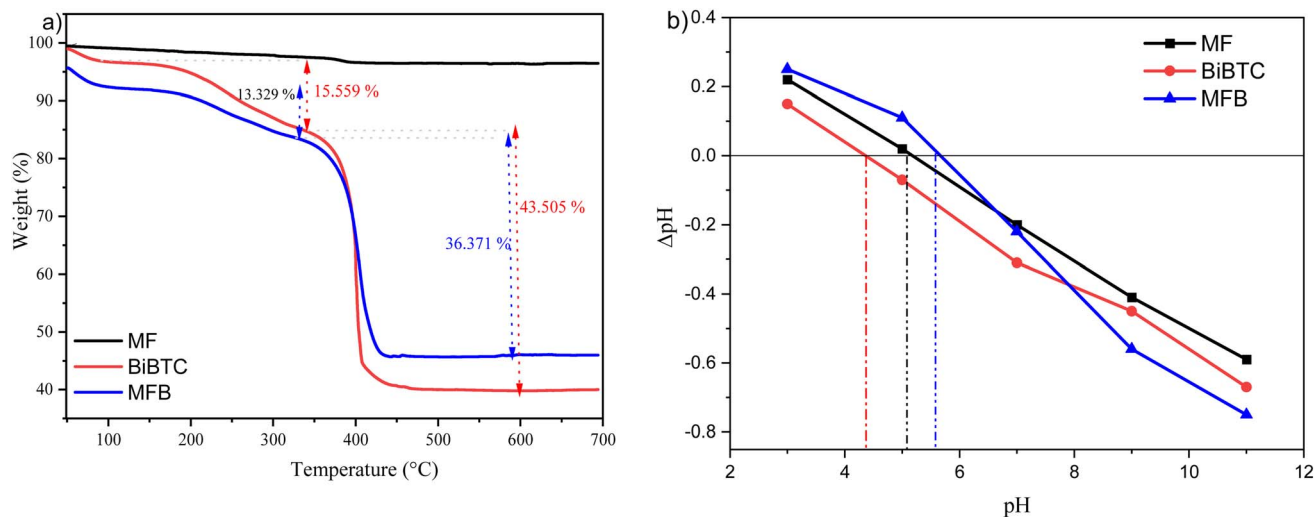 a)
100
90
80
70
60
50
40
Weight (%)
13.329 %
15.559 %
43.505 %
36.371 %
MF
BiBTC
MFB
100
200
300
400
500
600
700
Temperature (°C)
b)
0.4
0.2
0.0
-0.2
-0.4
-0.6
-0.8
ΔpH
MF
BiBTC
MFB
2
4
6
8
10
12
pH